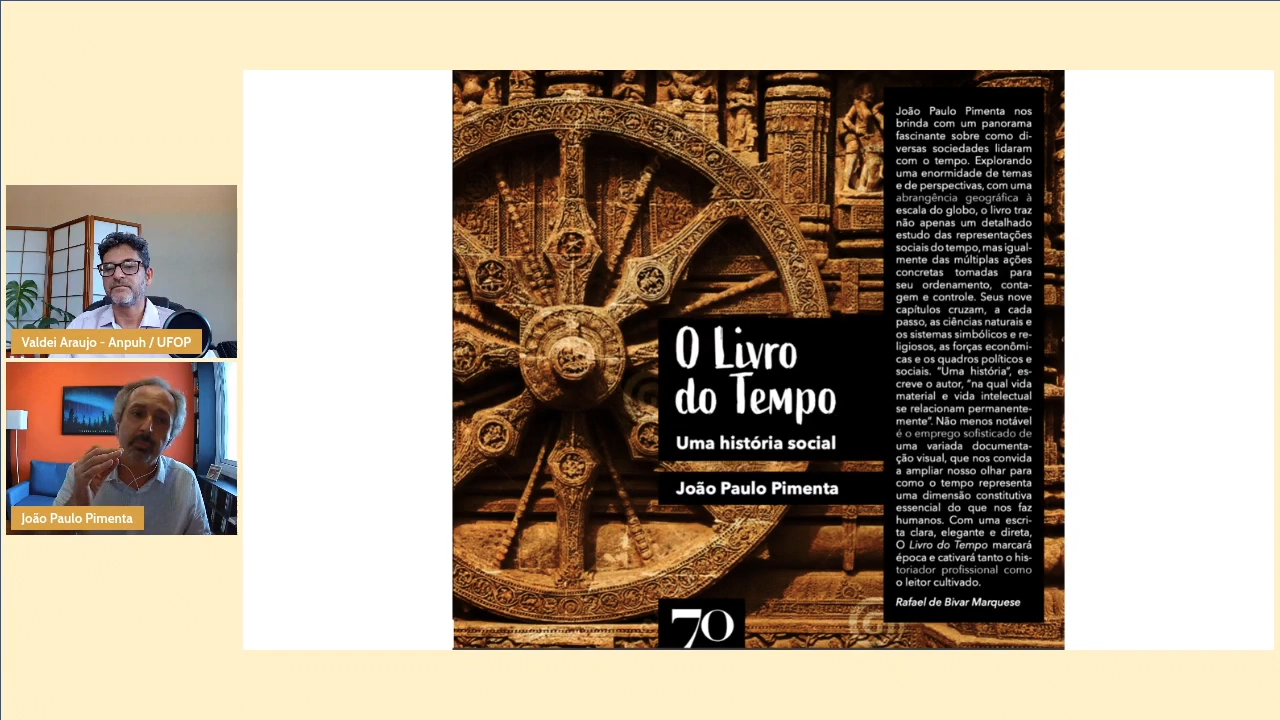 Valdei Araujo - Anpuh / UFOP
João Paulo Pimenta
O Livro
do Tempo
Uma história social
João Paulo Pimenta
70
João Paulo Pimenta nos
brinda com um panorama
fascinante sobre como di-
versas sociedades lidaram
com o tempo. Explorando
uma enormidade de temas
e de perspectivas, com uma
abrangência geográfica à
escala do globo, o livro traz
não apenas um detalhado
estudo das representações
sociais do tempo, mas igual-
mente das múltiplas ações
concretas tomadas para
seu ordenamento, conta-
gem e controle. Seus nove
capítulos cruzam, a cada
passo, as ciências naturais e
os sistemas simbólicos e re-
ligiosos, as forças econômi-
cas e os quadros políticos e
sociais. "Uma história", es-
creve o autor, "na qual vida
material e vida intelectual
se relacionam permanente-
mente". Não menos notável
é o emprego sofisticado de
uma variada documenta-
ção visual, que nos convida
a ampliar nosso olhar para
como o tempo representa
uma dimensão constitutiva
essencial do que nos faz
humanos. Com uma escri-
ta clara, elegante e direta,
O Livro do Tempo marcará
época e cativará tanto o his-
toriador profissional como
o leitor cultivado.
Rafael de Bivar Marquese